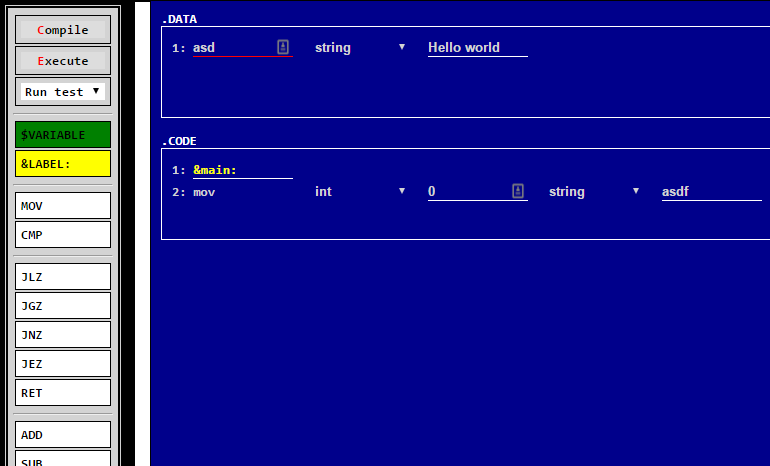 Compile
Execute
Run test
$VARIABLE
&LABEL:
MOV
CMP
JLZ
JGZ
JNZ
JEZ
RET
ADD
SUB
.DATA
1: asd string Hello world
.CODE
1: &main:
2: mov int 0 string asdf